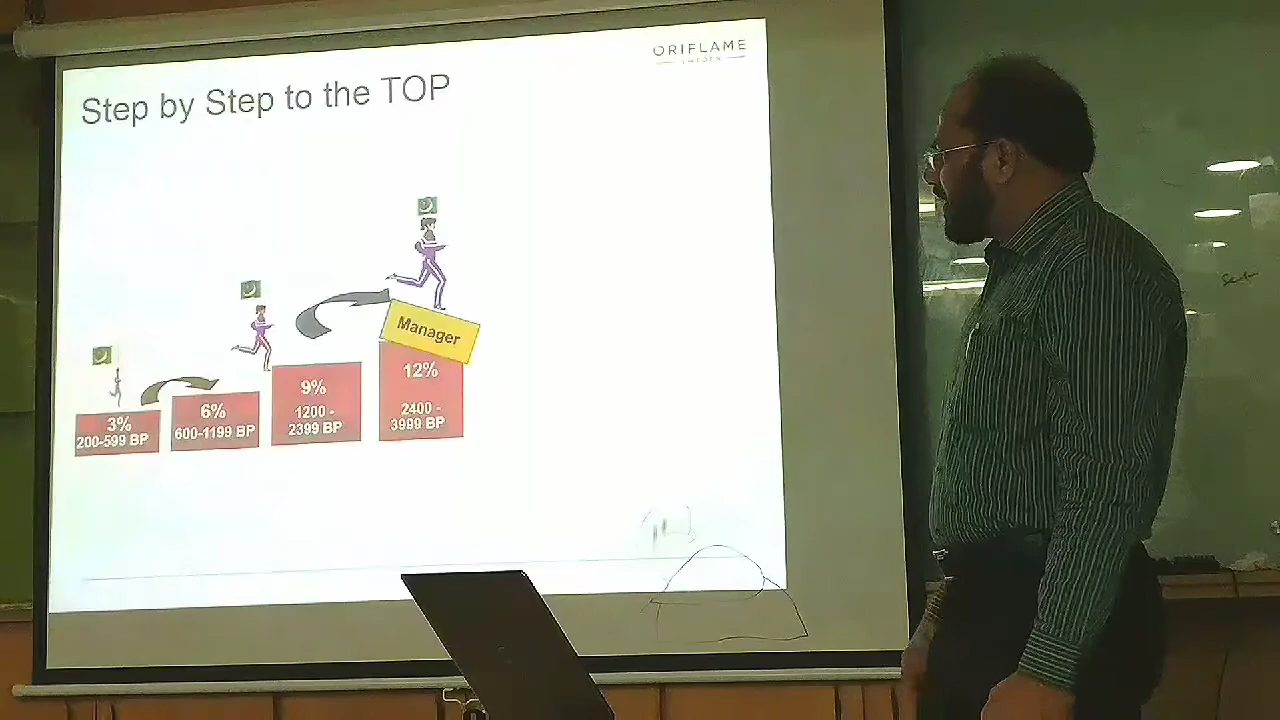 ORIFLAME
SWEDEN
Step by Step to the TOP
Manager
12%
2400 -
3999 BP
9%
1200 -
2399 BP
6%
600-1199 BP
3%
200-599 BP